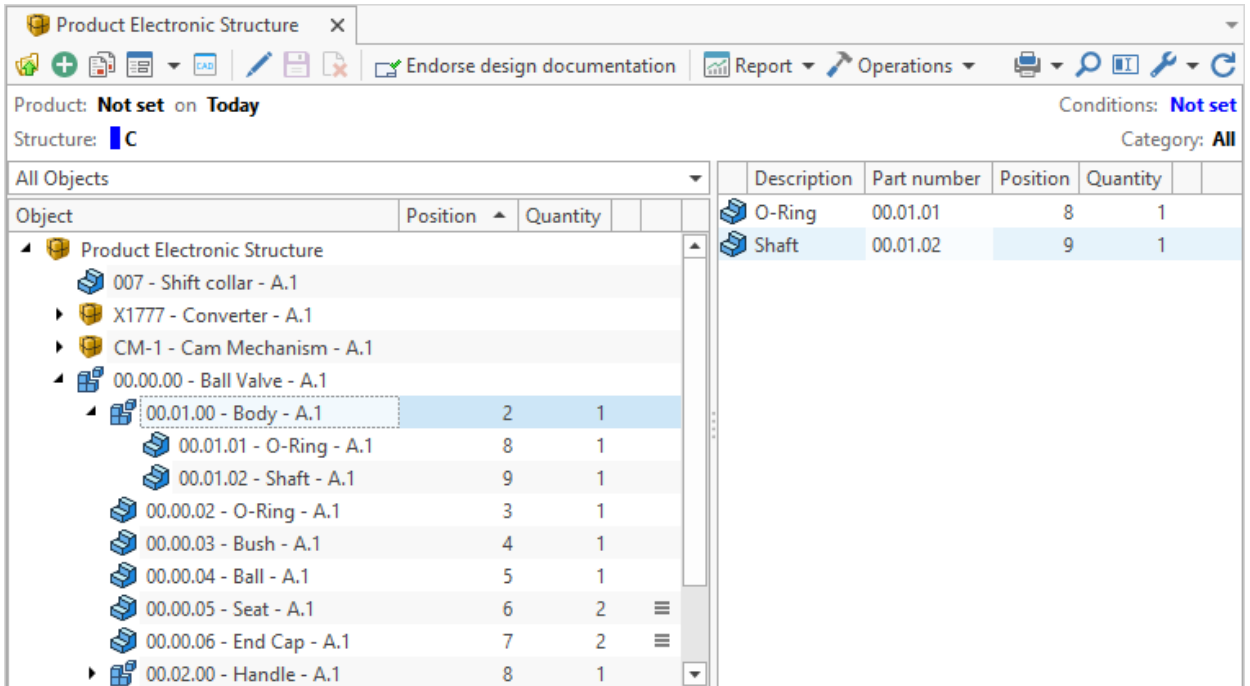 Product Electronic Structure
CAD Endorse design documentation Report Operations
Product: Not set on Today Conditions: Not set
Structure: C Category: All
All Objects
Object Position Quantity
Product Electronic Structure
007 - Shift collar - A.1
X1777 - Converter - A.1
CM-1 - Cam Mechanism - A.1
00.00.00 - Ball Valve - A.1
00.01.00 - Body - A.1 2 1
00.01.01 - O-Ring - A.1 8 1
00.01.02 - Shaft - A.1 9 1
00.00.02 - O-Ring - A.1 3 1
00.00.03 - Bush - A.1 4 1
00.00.04 - Ball - A.1 5 1
00.00.05 - Seat - A.1 6 2
00.00.06 - End Cap - A.1 7 2
00.02.00 - Handle - A.1 8 1
Description Part number Position Quantity
O-Ring 00.01.01 8 1
Shaft 00.01.02 9 1